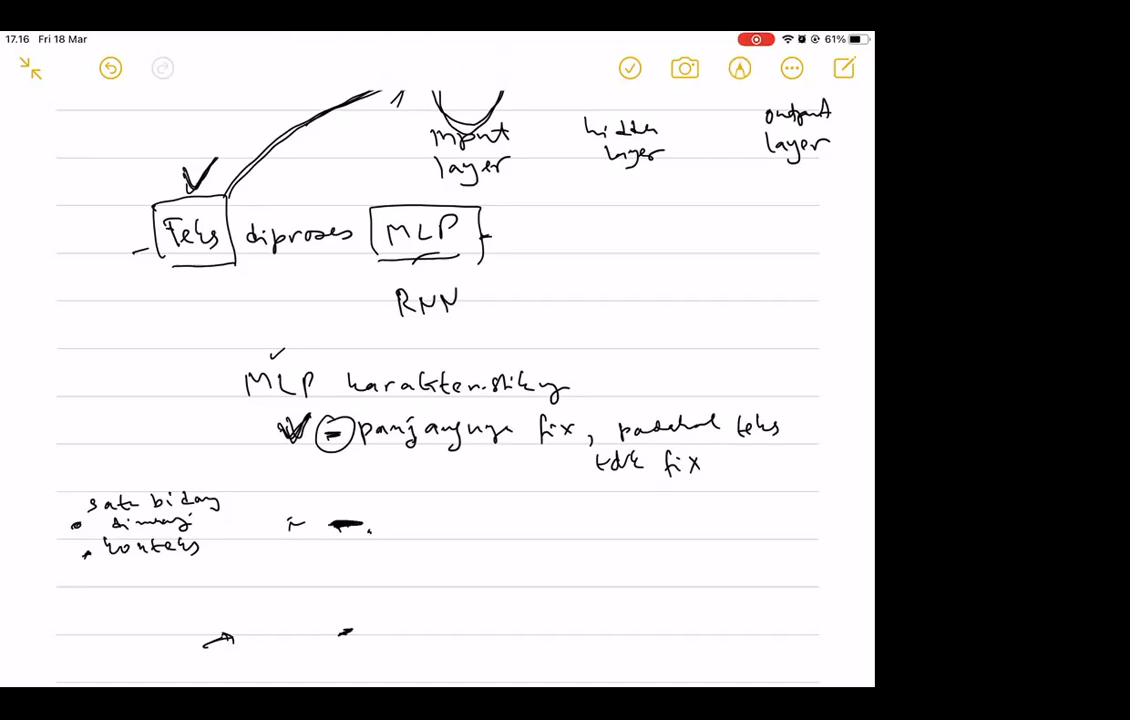 17.16 Fri 18 Mar
61%
input layer
hidden layer
output layer
Teks diproses MLP
RNN
MLP karakteristiknya
- panjangnya fix, padahal teks
tdk fix
satu bidang
konteks